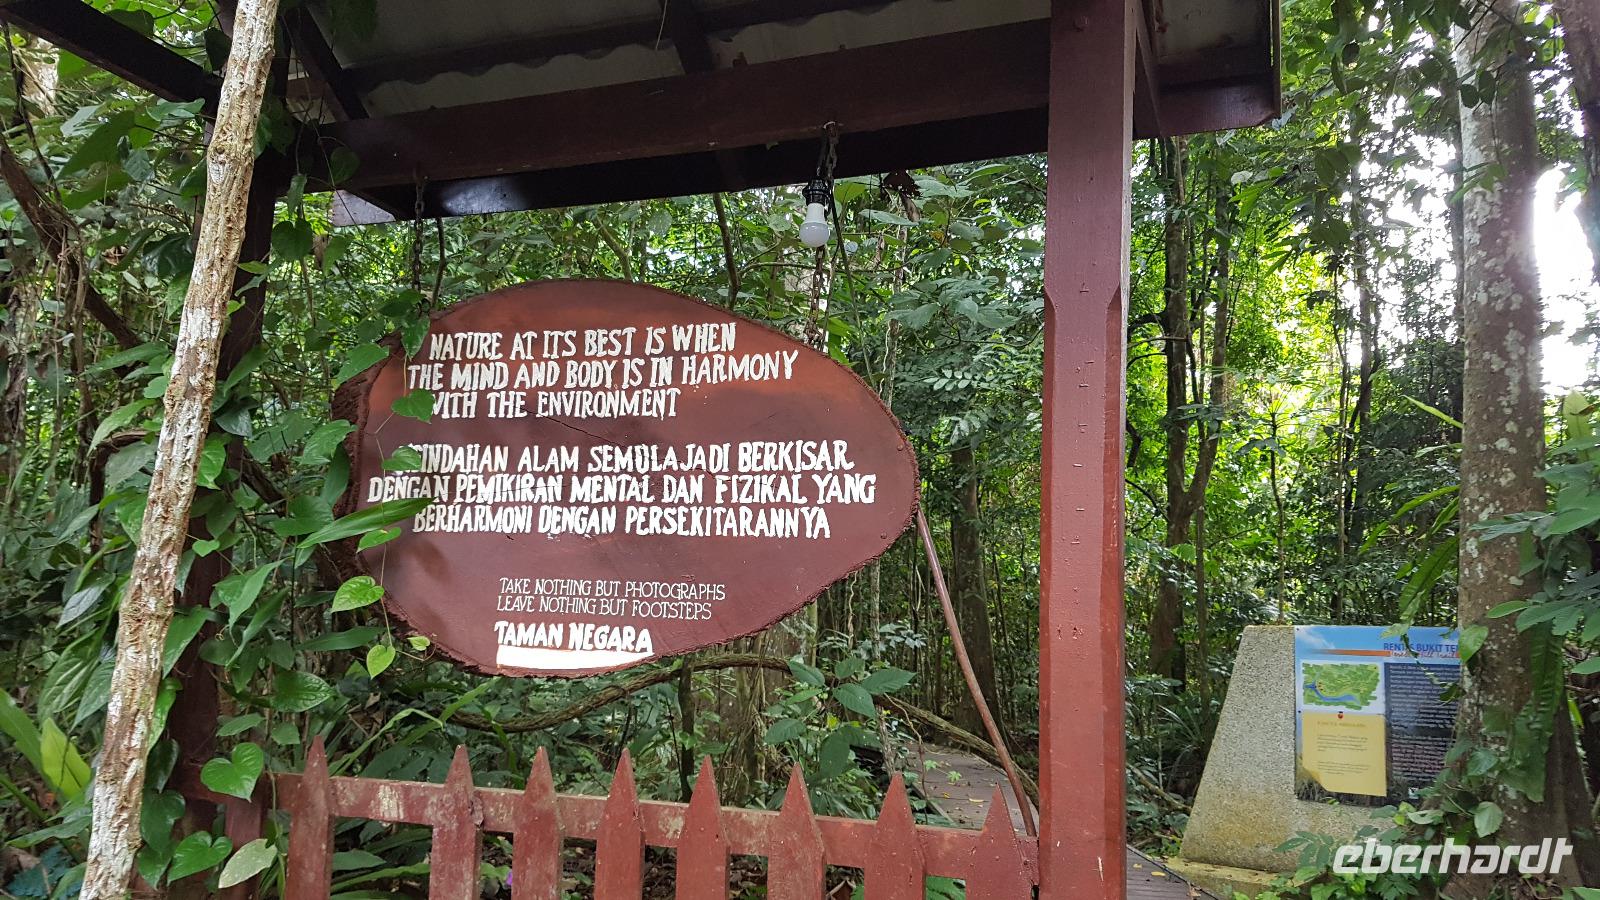 NATURE AT ITS BEST IS WHEN
THE MIND AND BODY IS IN HARMONY
WITH THE ENVIRONMENT
ALAM SEMULAJADI BERKISAR
DENGAN PEMIKIRAN MENTAL DAN FIZIKAL YANG
BERHARMONI DENGAN PERSEKITARANNYA
TAKE NOTHING BUT PHOTOGRAPHS
LEAVE NOTHING BUT FOOTSTEPS
TAMAN NEGARA
BUKIT
eberhardt